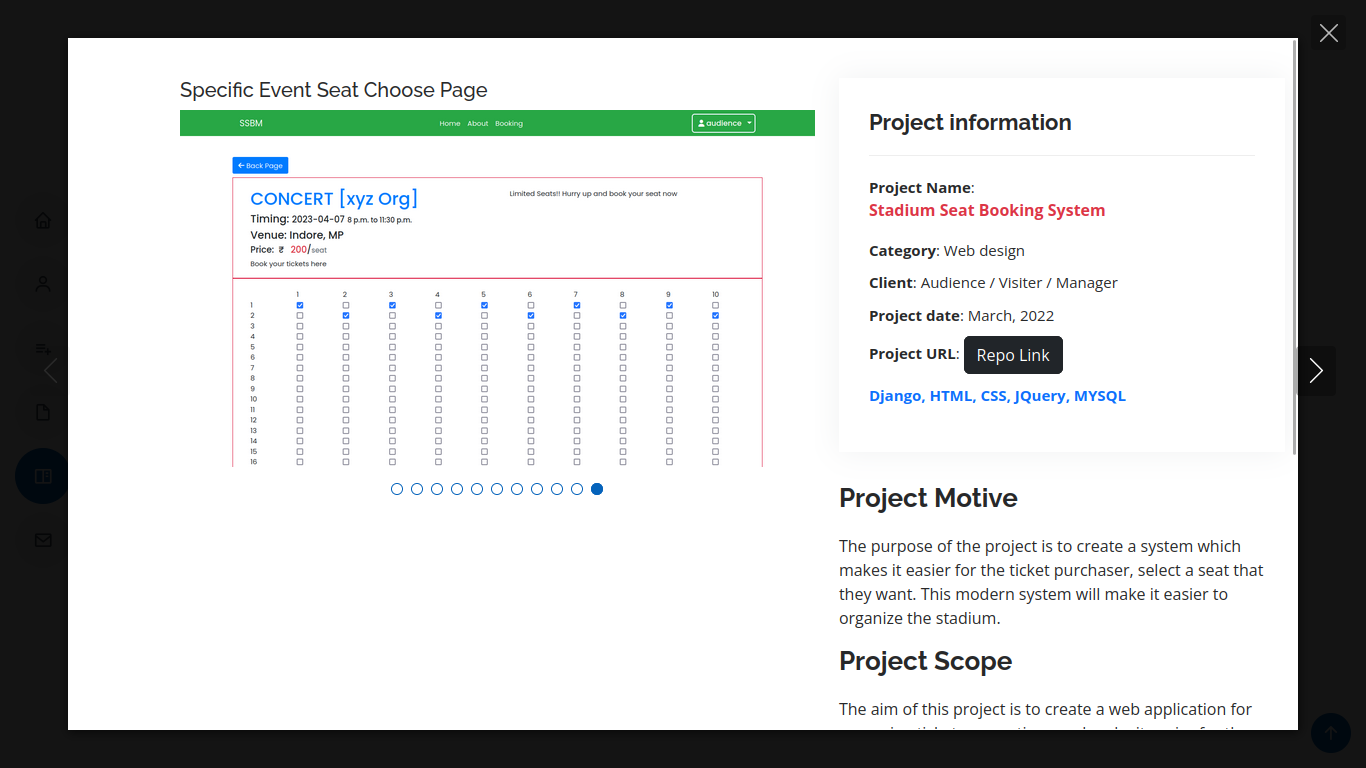 Specific Event Seat Choose Page
SSBM Home About Booking audience
Back Page
CONCERT [xyz Org] Limited Seats!! Hurry up and book your seat now
Timing: 2023-04-07 8 p.m. to 11:30 p.m.
Venue: Indore, MP
Price: ₹ 200/seat
Book your tickets here
1 2 3 4 5 6 7 8 9 10
1
2
3
4
5
6
7
8
9
10
11
12
13
14
15
16
Project information
Project Name:
Stadium Seat Booking System
Category: Web design
Client: Audience / Visiter / Manager
Project date: March, 2022
Project URL: Repo Link
Django, HTML, CSS, JQuery, MYSQL
Project Motive
The purpose of the project is to create a system which
makes it easier for the ticket purchaser, select a seat that
they want. This modern system will make it easier to
organize the stadium.
Project Scope
The aim of this project is to create a web application for